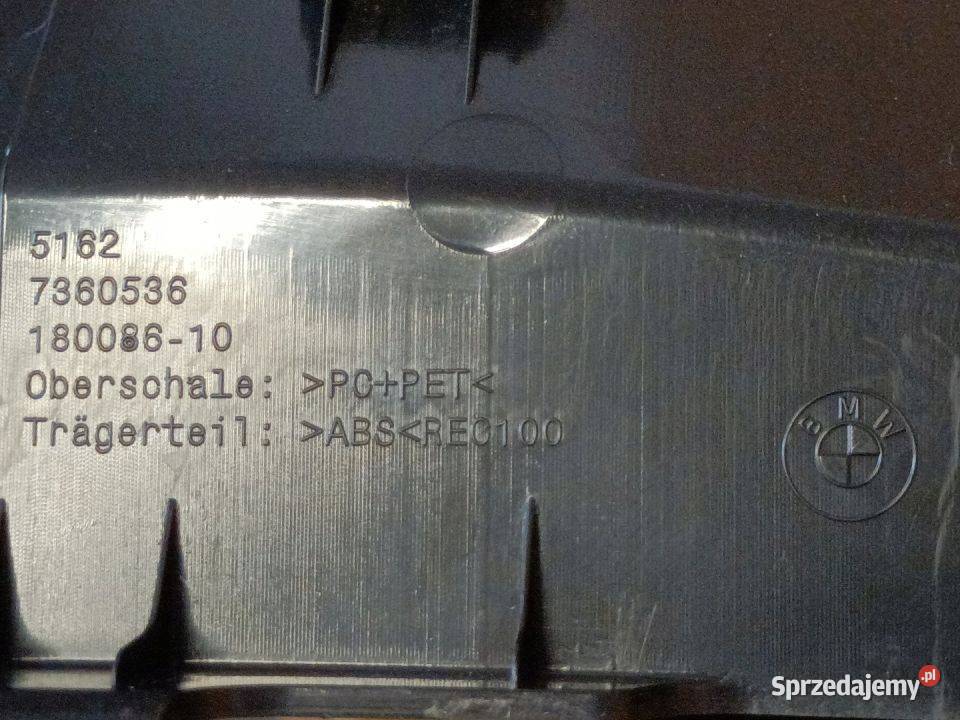 5162
7360536
180086-10
Oberschale: >PC+PET<
Trägerteil: >ABS<REC100
BMW
Sprzedajemy.pl